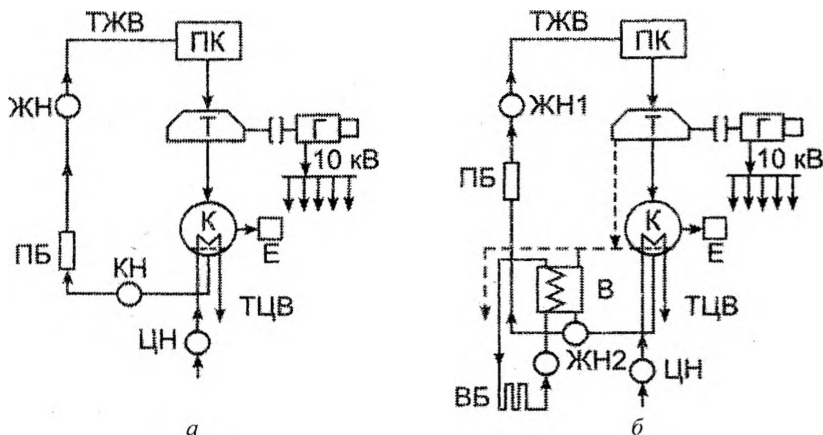 ТЖВ
ПК
ЖН
Т
Г
10 кВ
К
Е
ПБ
КН
ТЦВ
ЦН
а
ТЖВ
ПК
ЖН1
Т
Г
10 кВ
ПБ
К
Е
В
ТЦВ
ЖН2
ЦН
ВБ
б